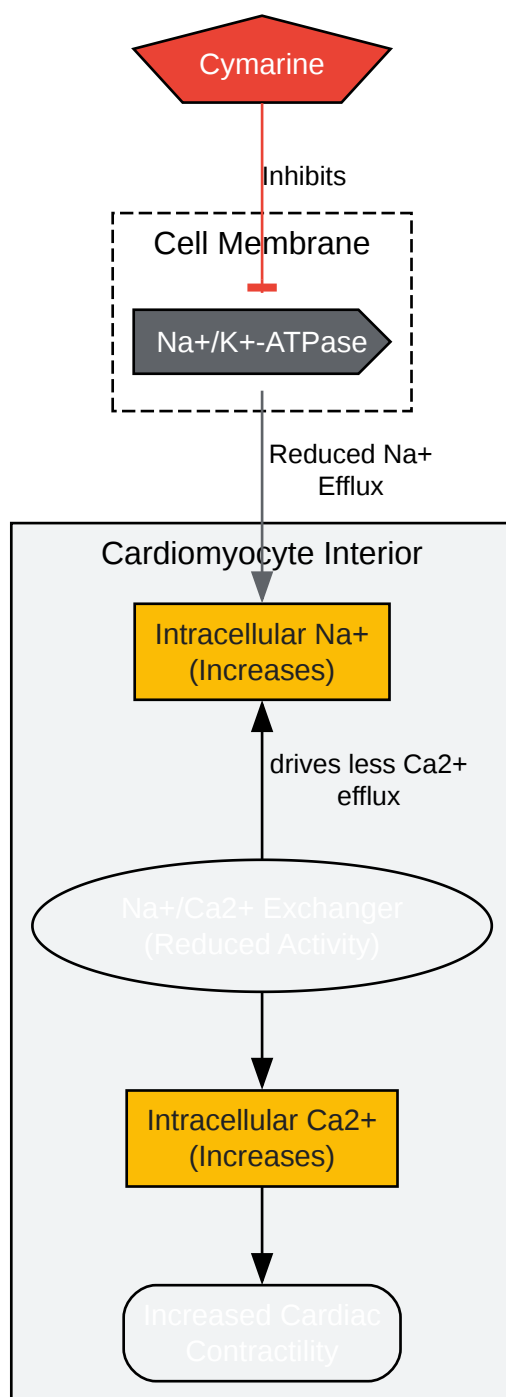 Cymarine
Inhibits
Cell Membrane
Na+/K+-ATPase
Reduced Na+
Efflux
Cardiomyocyte Interior
Intracellular Na+
(Increases)
drives less Ca2+
efflux
Na+/Ca2+ Exchanger
(Reduced Activity)
Intracellular Ca2+
(Increases)
Increased Cardiac
Contractility